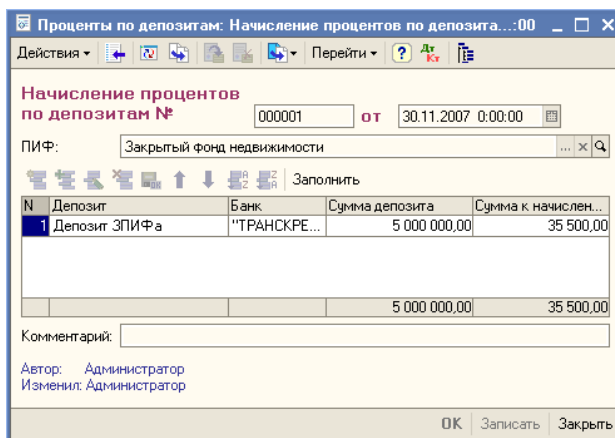 Проценты по депозитам: Начисление процентов по депозита...:00
Действия Перейти ? Дт Кт
Начисление процентов
по депозитам № 000001 от 30.11.2007 0:00:00
ПИФ: Закрытый фонд недвижимости ... x
Заполнить
N Депозит Банк Сумма депозита Сумма к начислен...
1 Депозит ЗПИФа "ТРАНСКРЕ... 5 000 000,00 35 500,00
5 000 000,00 35 500,00
Комментарий:
Автор: Администратор
Изменил: Администратор
OK Записать Закрыть